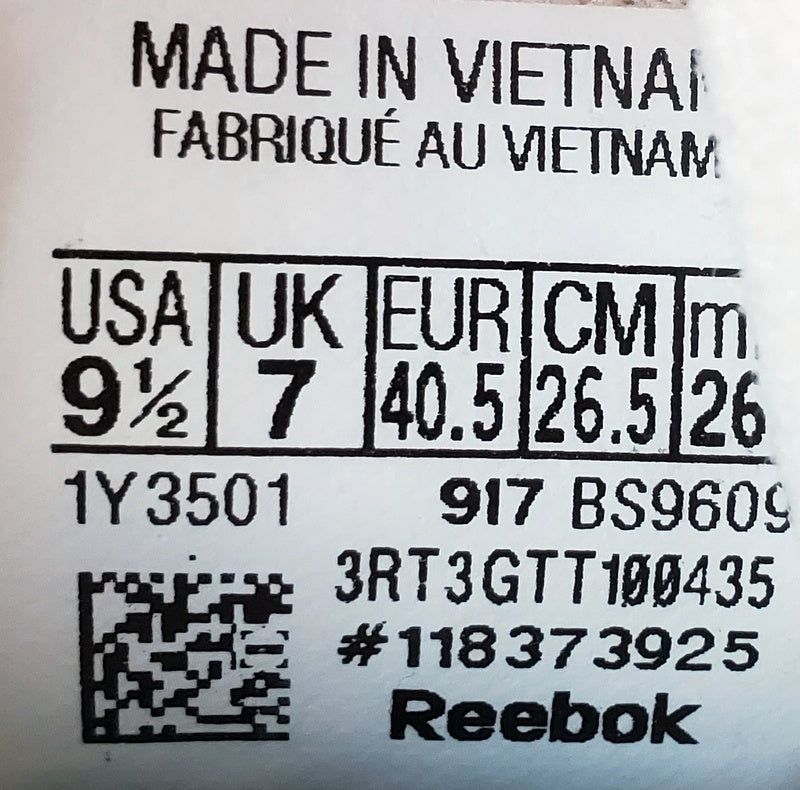 MADE IN VIETNAM
FABRIQUÉ AU VIETNAM
USA UK EUR CM
9½ 7 40.5 26.5 26
1Y3501 917 BS9609
3RT3GTT100435
#118373925
Reebok